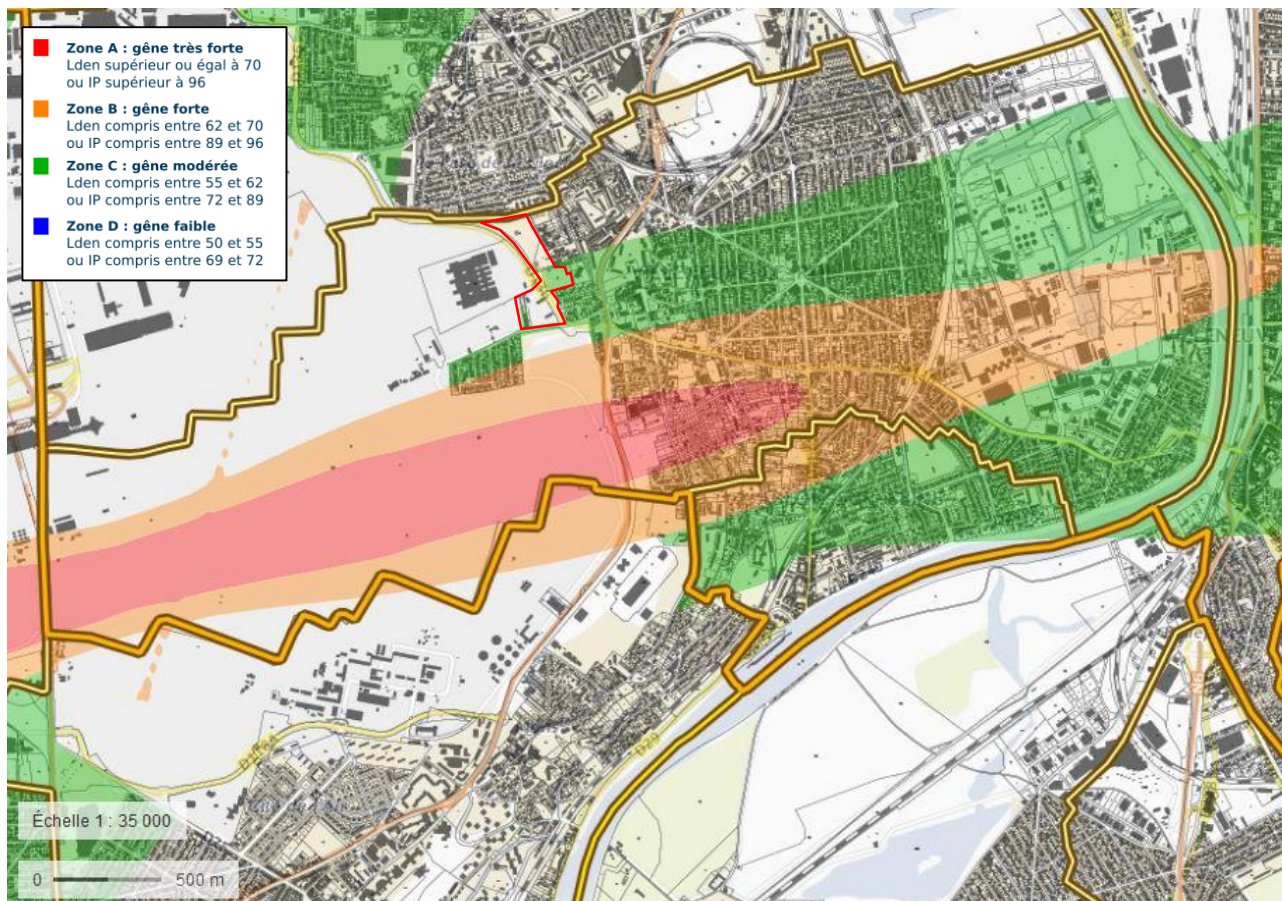 Zone A : gêne très forte
Lden supérieur ou égal à 70
ou IP supérieur à 96
Zone B : gêne forte
Lden compris entre 62 et 70
ou IP compris entre 89 et 96
Zone C : gêne modérée
Lden compris entre 55 et 62
ou IP compris entre 72 et 89
Zone D : gêne faible
Lden compris entre 50 et 55
ou IP compris entre 69 et 72
D29
Échelle 1 : 35 000
0 500 m